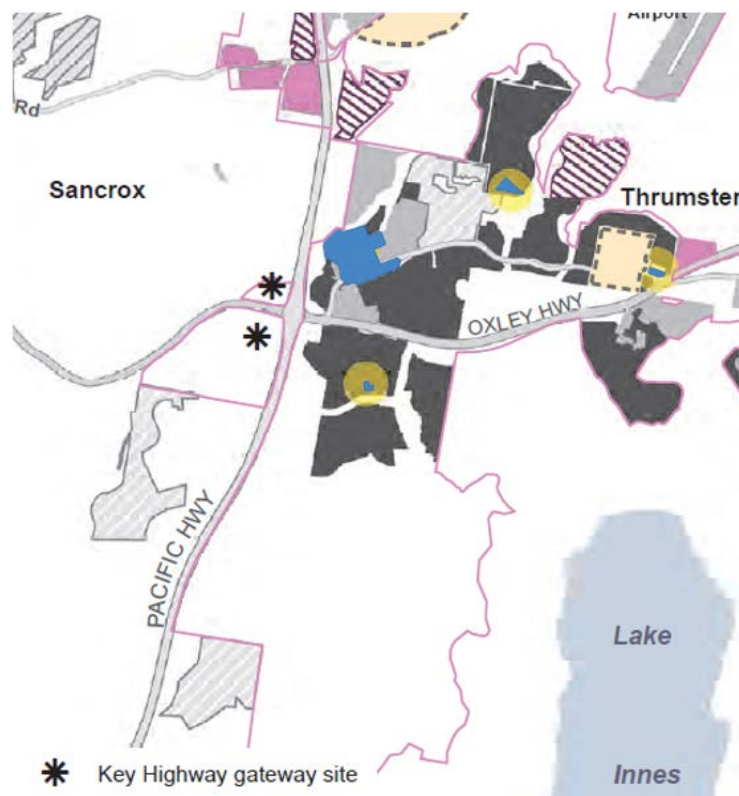 Airport
Rd
Sancrox
Thrumster
OXLEY HWY
PACIFIC HWY
Lake
Innes
Key Highway gateway site